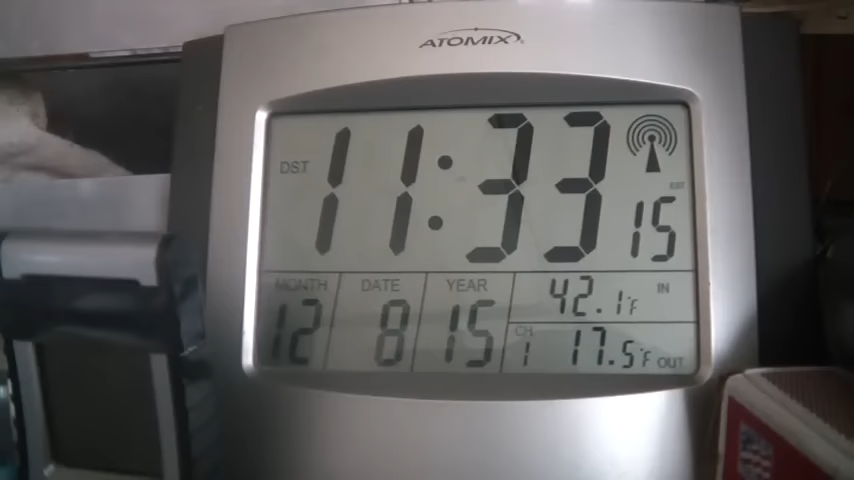 ATOMIX
DST 11:33 15
EST
MONTH DATE YEAR
12 8 15
42.1°F IN
CH 1 17.5°F OUT